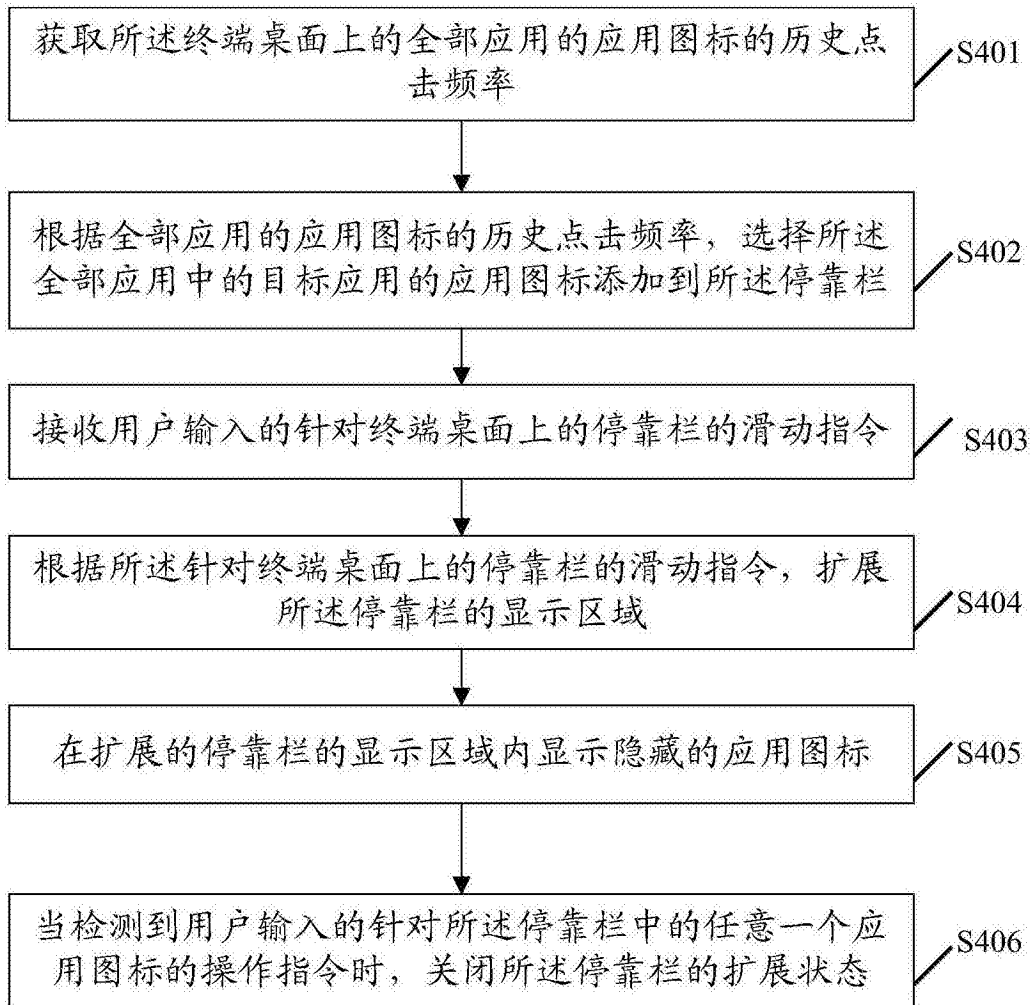 获取所述终端桌面上的全部应用的应用图标的历史点
击频率
S401
根据全部应用的应用图标的历史点击频率，选择所述
全部应用中的目标应用的应用图标添加到所述停靠栏
S402
接收用户输入的针对终端桌面上的停靠栏的滑动指令
S403
根据所述针对终端桌面上的停靠栏的滑动指令，扩展
所述停靠栏的显示区域
S404
在扩展的停靠栏的显示区域内显示隐藏的应用图标
S405
当检测到用户输入的针对所述停靠栏中的任意一个应
用图标的操作指令时，关闭所述停靠栏的扩展状态
S406